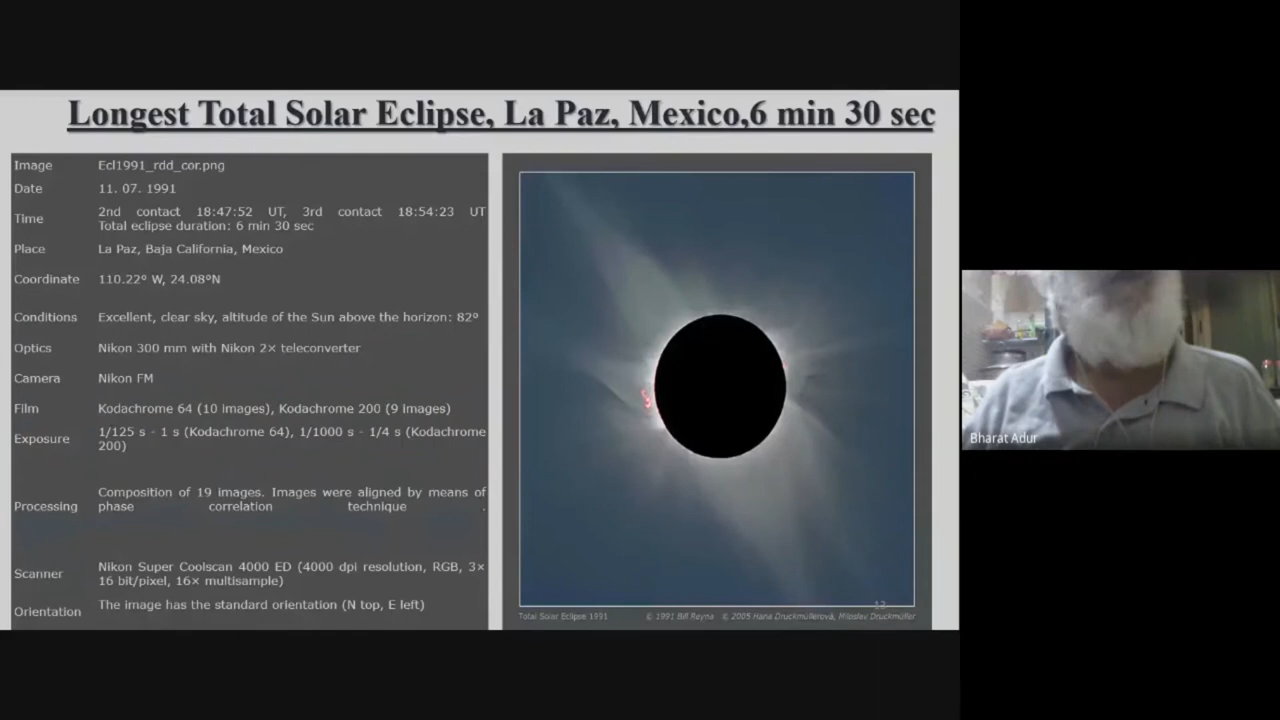 Longest Total Solar Eclipse, La Paz, Mexico,6 min 30 sec
Image Ecl1991_rdd_cor.png
Date 11. 07. 1991
Time 2nd contact 18:47:52 UT, 3rd contact 18:54:23 UT
Total eclipse duration: 6 min 30 sec
Place La Paz, Baja California, Mexico
Coordinate 110.22º W, 24.08ºN
Conditions Excellent, clear sky, altitude of the Sun above the horizon: 82º
Optics Nikon 300 mm with Nikon 2× teleconverter
Camera Nikon FM
Film Kodachrome 64 (10 images), Kodachrome 200 (9 images)
Exposure 1/125 s - 1 s (Kodachrome 64), 1/1000 s - 1/4 s (Kodachrome
200)
Processing Composition of 19 images. Images were aligned by means of
phase correlation technique .
Scanner Nikon Super Coolscan 4000 ED (4000 dpi resolution, RGB, 3×
16 bit/pixel, 16× multisample)
Orientation The image has the standard orientation (N top, E left)
13
Total Solar Eclipse 1991 © 1991 Bill Reyna © 2005 Hana Druckmüllerová, Miloslav Druckmüller
Bharat Adur